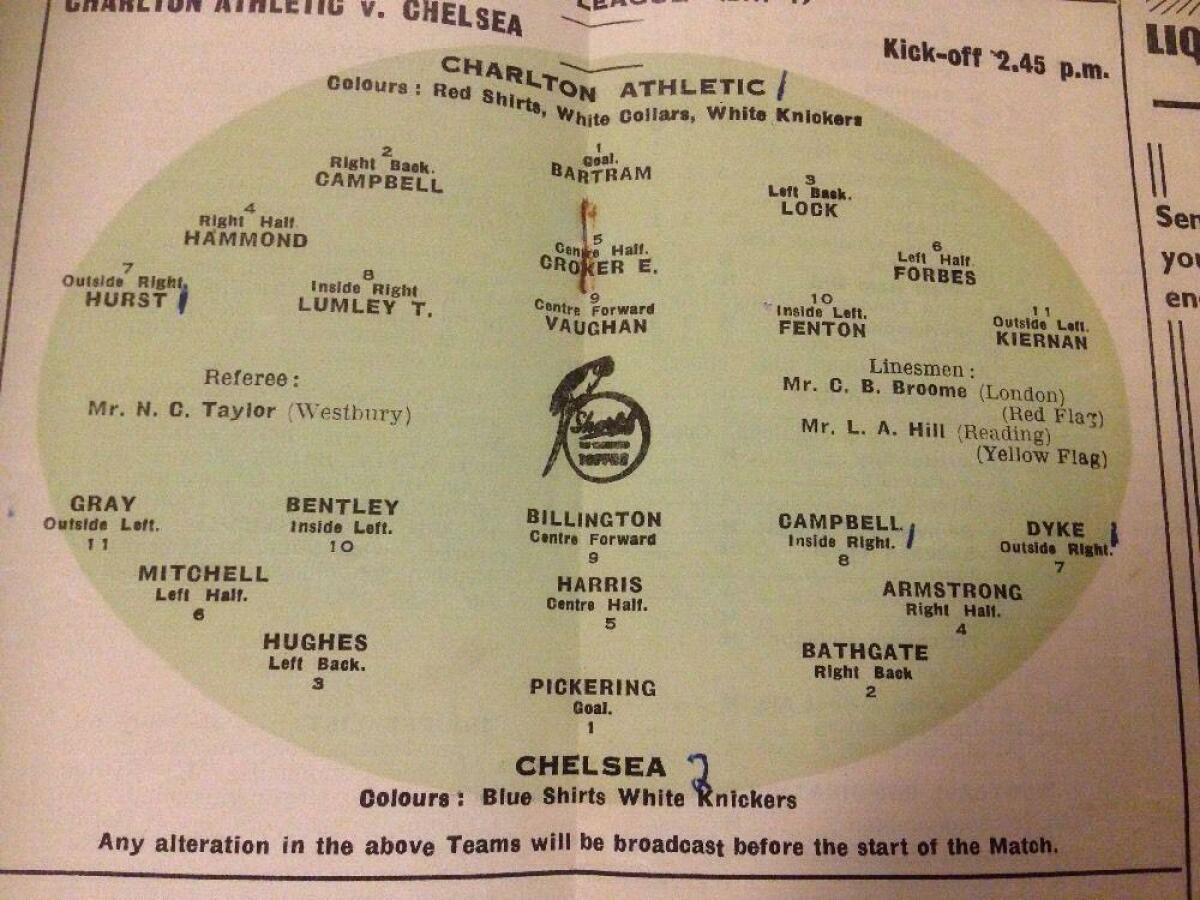 CHARLTON ATHLETIC v. CHELSEA
LEAGUE
Kick-off 2.45 p.m.
LIQ
CHARLTON ATHLETIC 1
Colours : Red Shirts, White Collars, White Knickers
1
Goal.
BARTRAM
2
Right Back.
CAMPBELL
3
Left Back.
LOCK
4
Right Half.
HAMMOND
5
Centre Half.
CROKER E.
6
Left Half.
FORBES
7
Outside Right.
HURST
8
Inside Right
LUMLEY T.
9
Centre Forward
VAUGHAN
10
Inside Left.
FENTON
11
Outside Left.
KIERNAN
Referee :
Mr. N. C. Taylor (Westbury)
Linesmen :
Mr. C. B. Broome (London)
(Red Flag)
Mr. L. A. Hill (Reading)
(Yellow Flag)
GRAY
Outside Left.
11
BENTLEY
Inside Left.
10
BILLINGTON
Centre Forward
9
CAMPBELL
Inside Right.
8
DYKE
Outside Right.
7
MITCHELL
Left Half.
6
HARRIS
Centre Half.
5
ARMSTRONG
Right Half.
4
HUGHES
Left Back.
3
BATHGATE
Right Back
2
PICKERING
Goal.
1
CHELSEA 2
Colours : Blue Shirts White Knickers
Any alteration in the above Teams will be broadcast before the start of the Match.
Ser
you
en